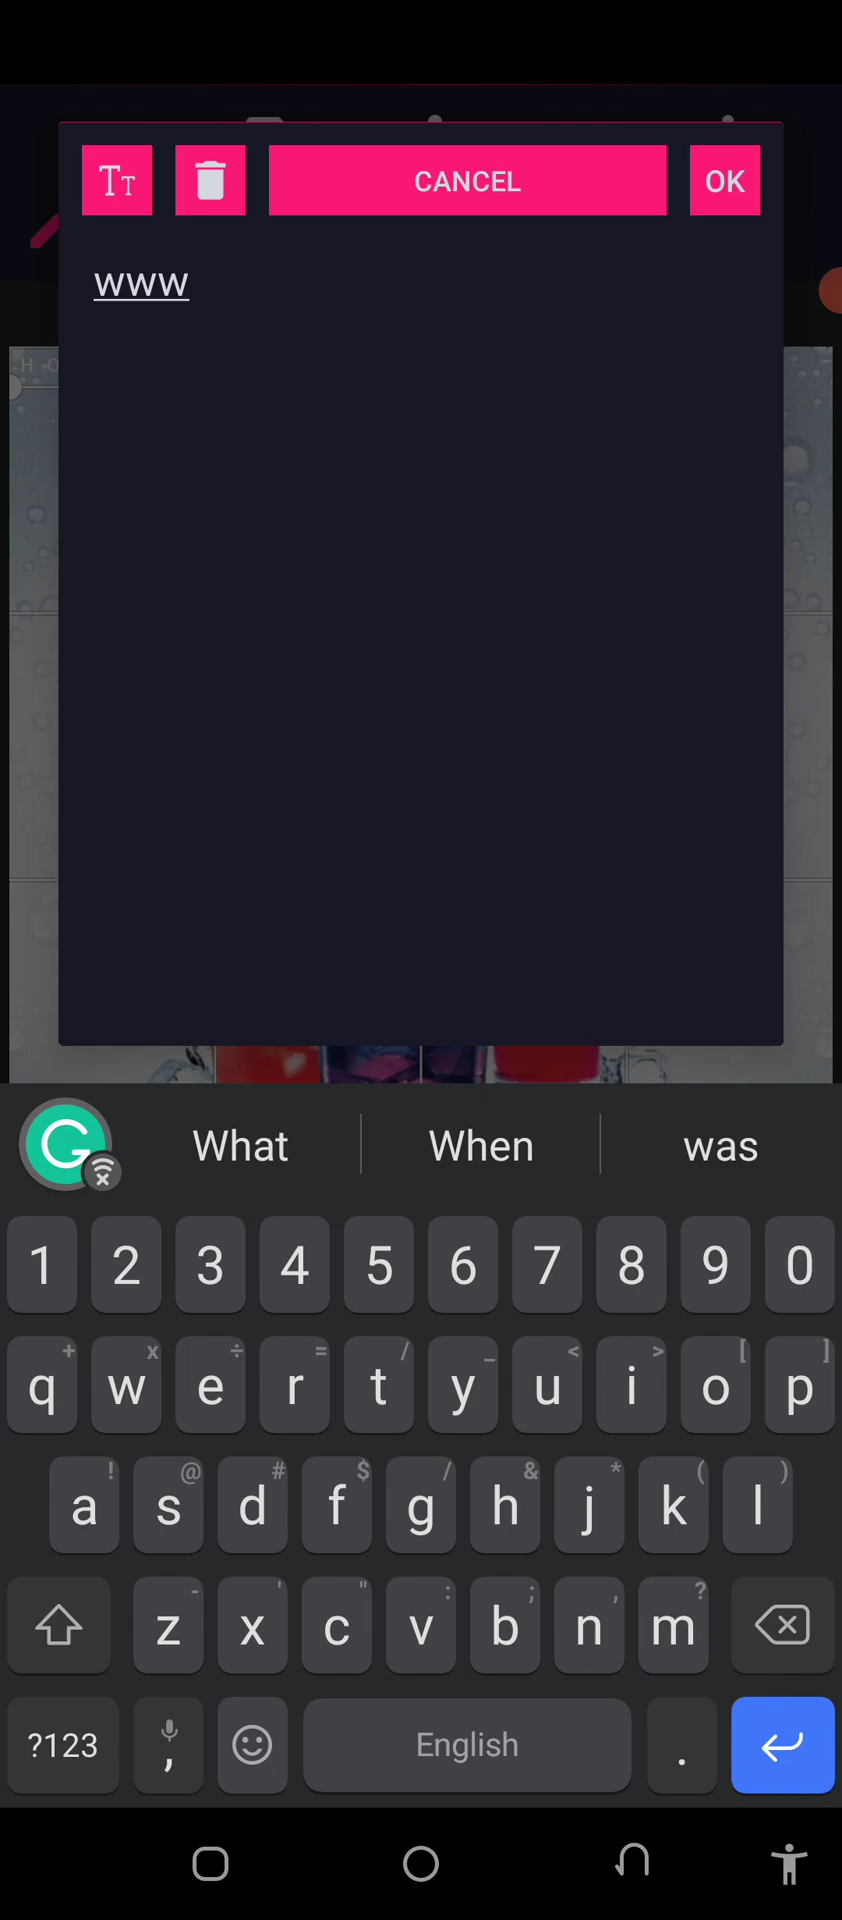 Tт CANCEL OK
www
H O
G What When was
1 2 3 4 5 6 7 8 9 0
+ x ÷ = / _ < > [ ]
q w e r t y u i o p
! @ # $ / & * ( )
a s d f g h j k l
- ' " : ; , ?
z x c v b n m
?123 , English .